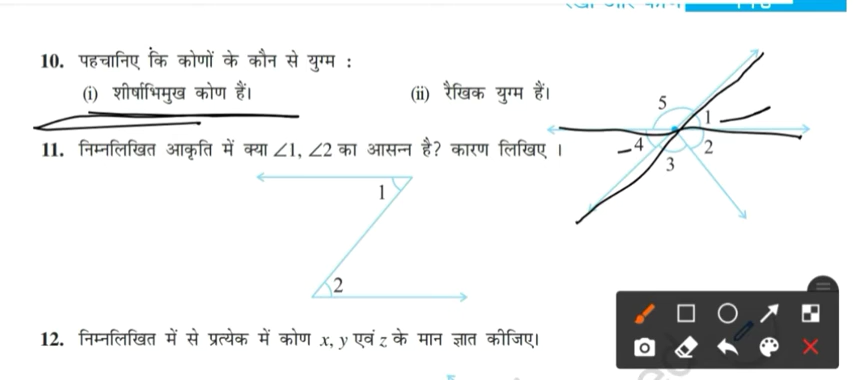 10. पहचानिए कि कोणों के कौन से युग्म :
(i) शीर्षाभिमुख कोण हैं। (ii) रैखिक युग्म हैं।
5
1
4
2
3
11. निम्नलिखित आकृति में क्या ∠1, ∠2 का आसन्न है? कारण लिखिए ।
1
2
12. निम्नलिखित में से प्रत्येक में कोण x, y एवं z के मान ज्ञात कीजिए।